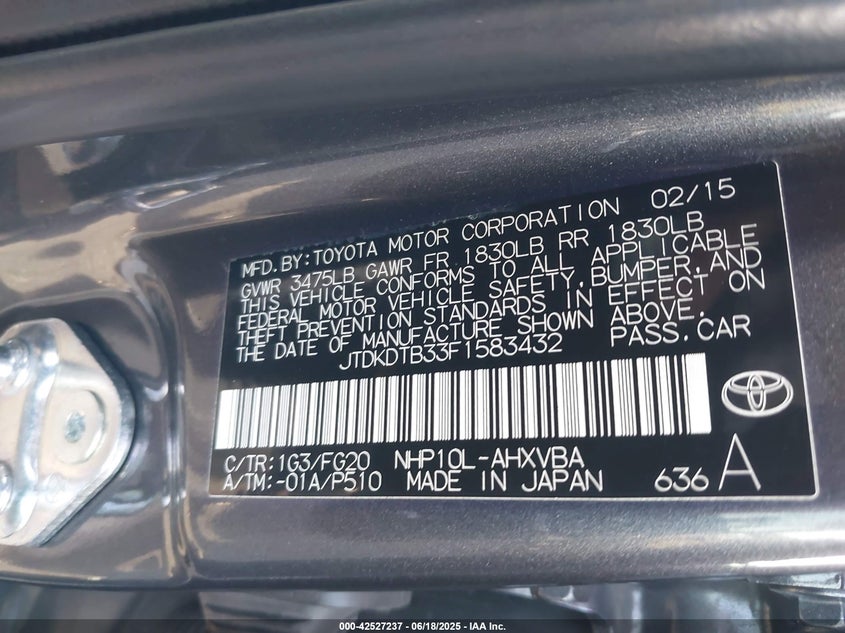 MFD.BY:TOYOTA MOTOR CORPORATION 02/15
GVWR 3475LB GAWR FR 1830LB RR 1830LB
THIS VEHICLE CONFORMS TO ALL APPLICABLE
FEDERAL MOTOR VEHICLE SAFETY,BUMPER,AND
THEFT PREVENTION STANDARDS IN EFFECT ON
THE DATE OF MANUFACTURE SHOWN ABOVE.
JTDKDTB33F1583432 PASS.CAR
C/TR:1G3/FG20 NHP10L-AHXVBA
A/TM:-01A/P510 MADE IN JAPAN 636 A
000-42527237 - 06/18/2025 - IAA Inc.